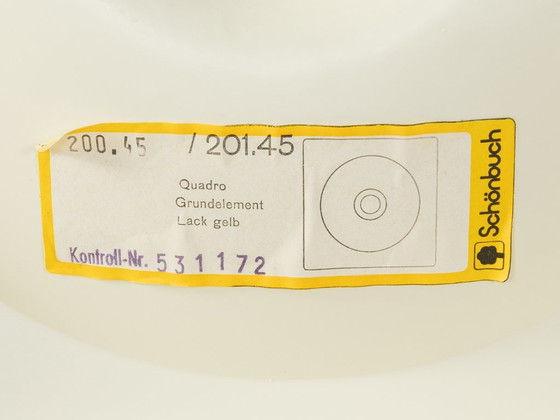 200.45 / 201.45
Quadro
Grundelement
Lack gelb
Kontroll-Nr. 531172
Schönbuch